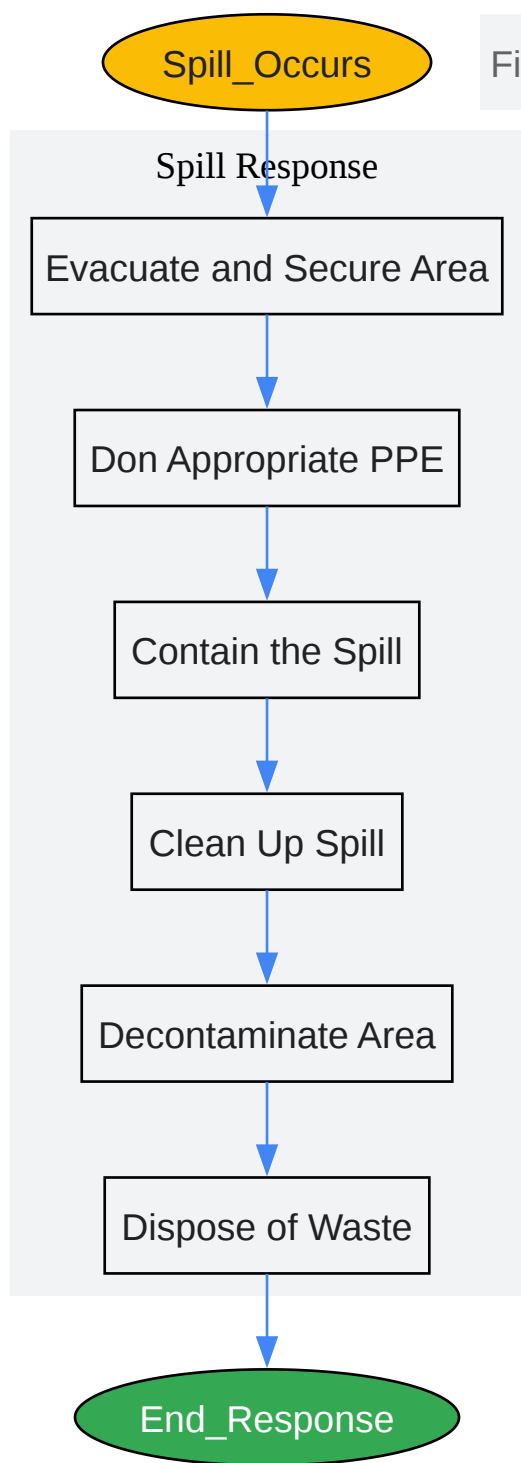 Spill_Occurs
Fi
Spill Response
Evacuate and Secure Area
Don Appropriate PPE
Contain the Spill
Clean Up Spill
Decontaminate Area
Dispose of Waste
End_Response